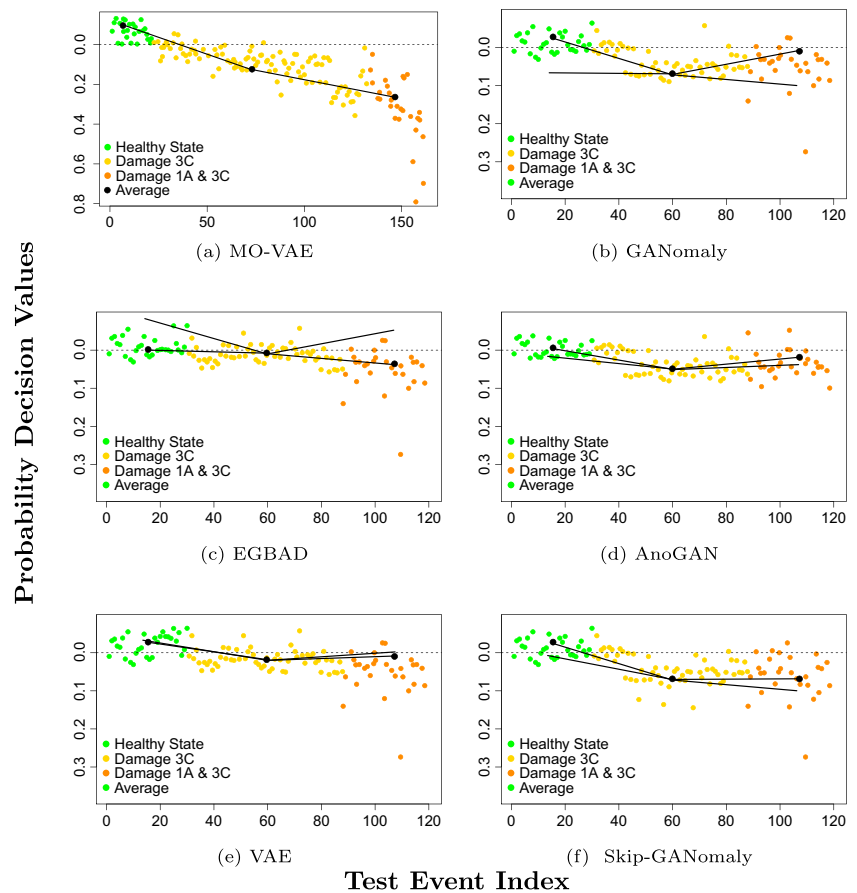 Probability Decision Values
0.0
0.2
0.4
0.6
0.8
Healthy State
Damage 3C
Damage 1A & 3C
Average
0 50 100 150
(a) MO-VAE
0.0
0.1
0.2
0.3
Healthy State
Damage 3C
Damage 1A & 3C
Average
0 20 40 60 80 100 120
(b) GANomaly
0.0
0.1
0.2
0.3
Healthy State
Damage 3C
Damage 1A & 3C
Average
0 20 40 60 80 100 120
(c) EGBAD
0.0
0.1
0.2
0.3
Healthy State
Damage 3C
Damage 1A & 3C
Average
0 20 40 60 80 100 120
(d) AnoGAN
0.0
0.1
0.2
0.3
Healthy State
Damage 3C
Damage 1A & 3C
Average
0 20 40 60 80 100 120
(e) VAE
0.0
0.1
0.2
0.3
Healthy State
Damage 3C
Damage 1A & 3C
Average
0 20 40 60 80 100 120
(f) Skip-GANomaly
Test Event Index